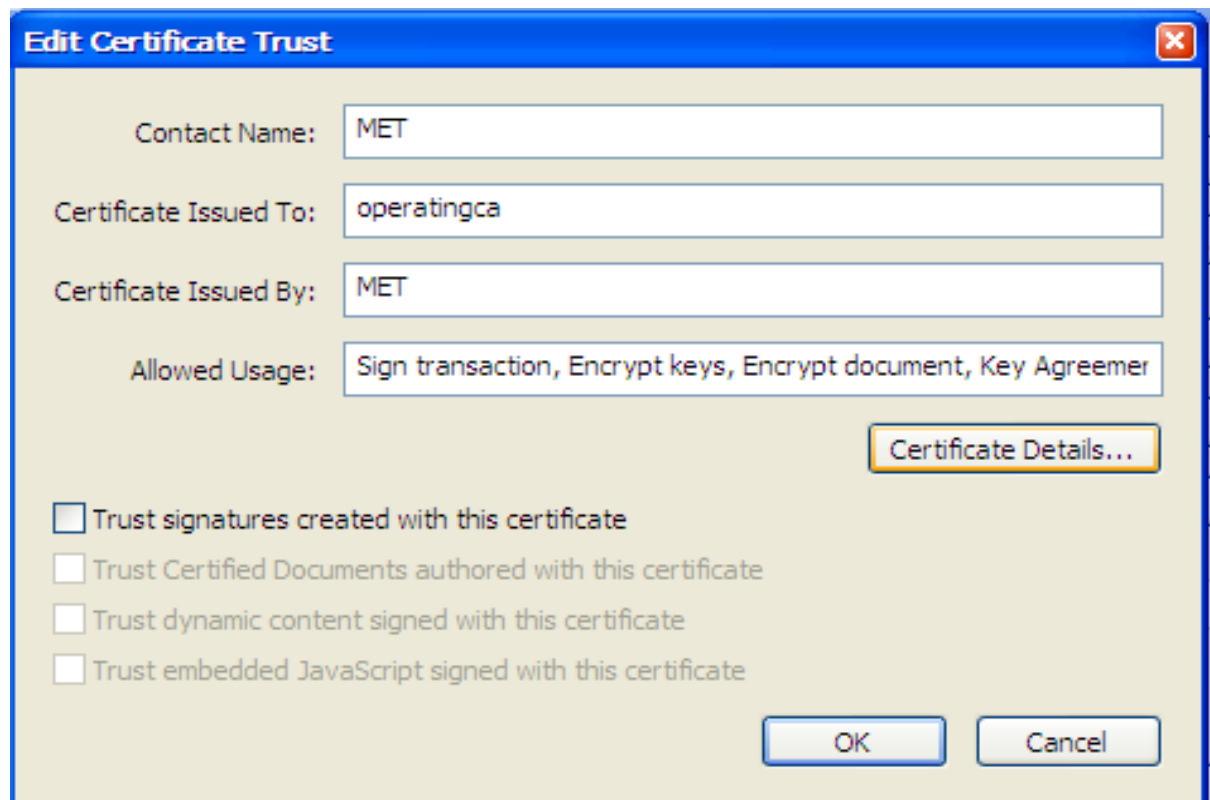 Edit Certificate Trust
Contact Name: MET
Certificate Issued To: operatingca
Certificate Issued By: MET
Allowed Usage: Sign transaction, Encrypt keys, Encrypt document, Key Agreemer
Certificate Details...
Trust signatures created with this certificate
Trust Certified Documents authored with this certificate
Trust dynamic content signed with this certificate
Trust embedded JavaScript signed with this certificate
OK Cancel